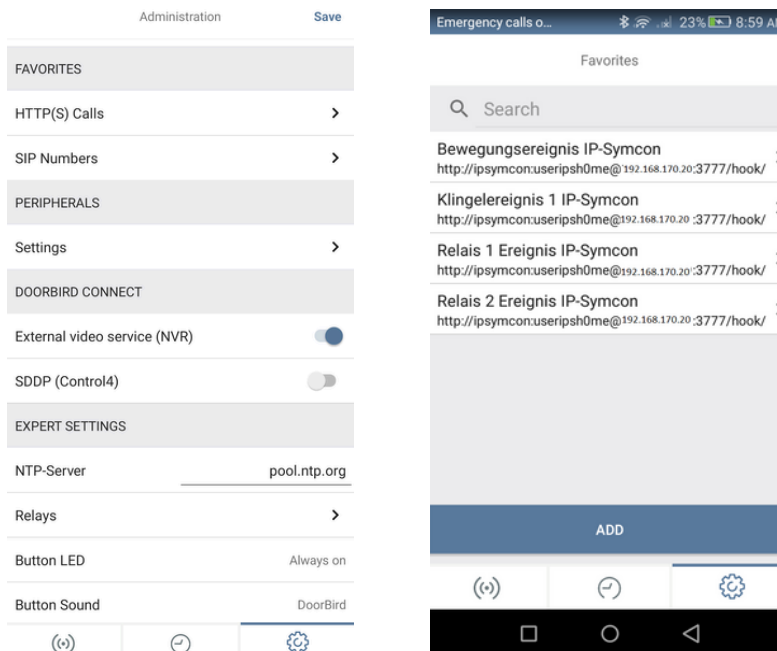 Administration
Save
FAVORITES
HTTP(S) Calls
SIP Numbers
PERIPHERALS
Settings
DOORBIRD CONNECT
External video service (NVR)
SDDP (Control4)
EXPERT SETTINGS
NTP-Server pool.ntp.org
Relays
Button LED Always on
Button Sound DoorBird
Emergency calls o... 23% 8:59 AM
Favorites
Search
Bewegungsereignis IP-Symcon
http://ipsymcon:useripsh0me@192.168.170.20:3777/hook/
Klingelereignis 1 IP-Symcon
http://ipsymcon:useripsh0me@192.168.170.20:3777/hook/
Relais 1 Ereignis IP-Symcon
http://ipsymcon:useripsh0me@192.168.170.20:3777/hook/
Relais 2 Ereignis IP-Symcon
http://ipsymcon:useripsh0me@192.168.170.20:3777/hook/
ADD